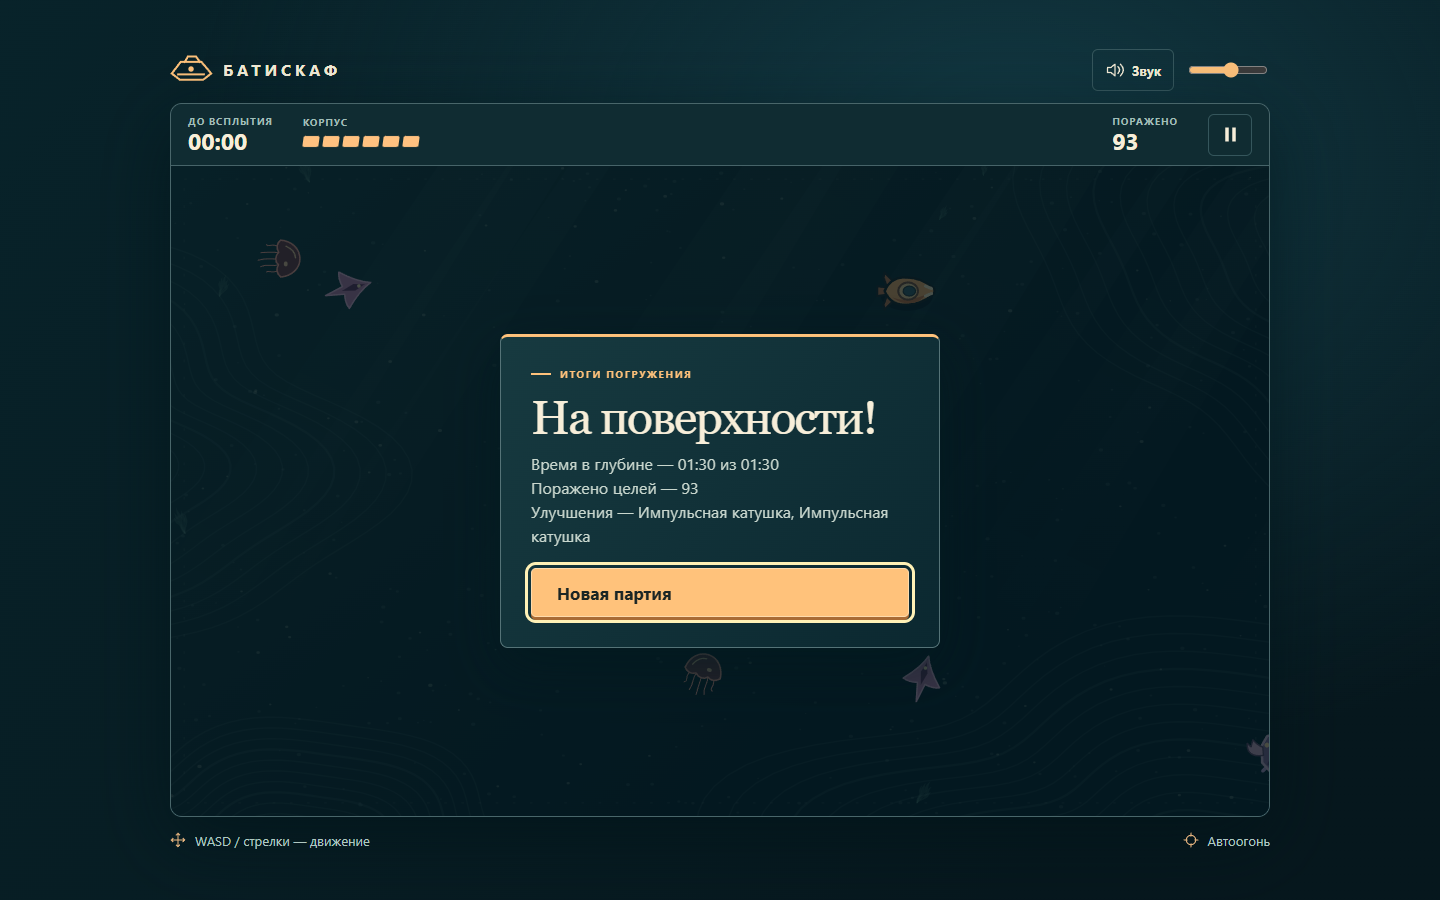 БАТИСКАФ
Звук
ДО ВСПЛЫТИЯ
00:00
КОРПУС
ПОРАЖЕНО
93
ИТОГИ ПОГРУЖЕНИЯ
На поверхности!
Время в глубине — 01:30 из 01:30
Поражено целей — 93
Улучшения — Импульсная катушка, Импульсная
катушка
Новая партия
WASD / стрелки — движение
Автоогонь